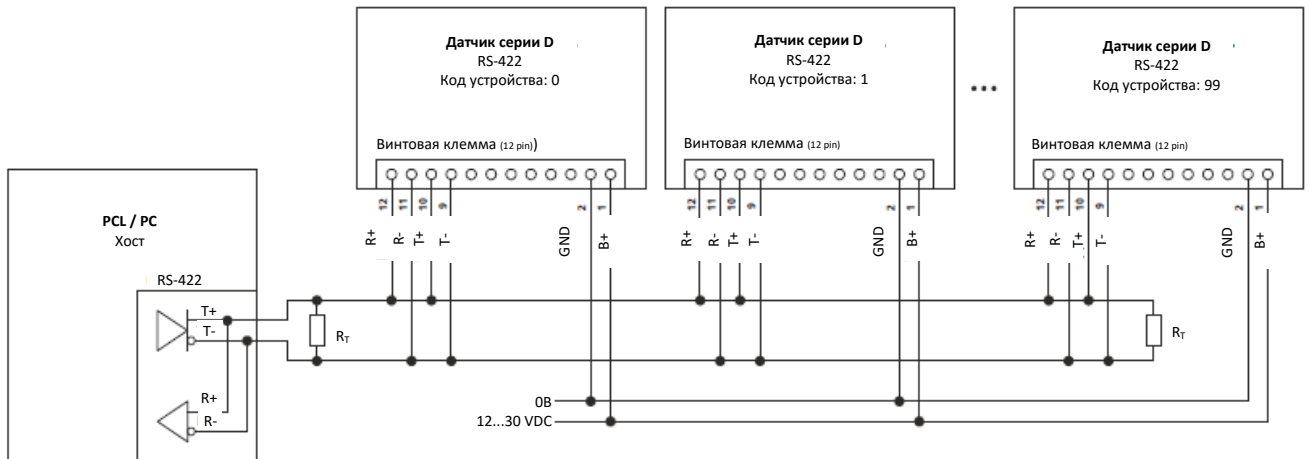 Датчик серии D
RS-422
Код устройства: 0
Винтовая клемма (12 pin))
12 11 10 9 2 1
R+ R- T+ T- GND B+
Датчик серии D
RS-422
Код устройства: 1
Винтовая клемма (12 pin)
12 11 10 9 2 1
R+ R- T+ T- GND B+
...
Датчик серии D
RS-422
Код устройства: 99
Винтовая клемма (12 pin)
12 11 10 9 2 1
R+ R- T+ T- GND B+
PCL / PC
Хост
RS-422
T+
T-
R+
R-
RT
RT
0В
12...30 VDC